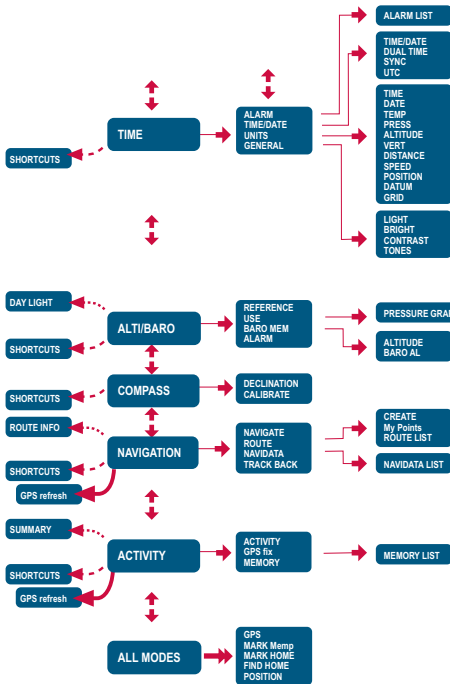 ALARM LIST
TIME/DATE
DUAL TIME
SYNC
UTC
TIME
DATE
TEMP
PRESS
ALTITUDE
VERT
DISTANCE
SPEED
POSITION
DATUM
GRID
LIGHT
BRIGHT
CONTRAST
TONES
ALARM
TIME/DATE
UNITS
GENERAL
TIME
SHORTCUTS
DAY LIGHT
SHORTCUTS
ALTI/BARO
REFERENCE
USE
BARO MEM
ALARM
PRESSURE GRA
ALTITUDE
BARO AL
SHORTCUTS
COMPASS
DECLINATION
CALIBRATE
ROUTE INFO
SHORTCUTS
GPS refresh
NAVIGATION
NAVIGATE
ROUTE
NAVIDATA
TRACK BACK
CREATE
My Points
ROUTE LIST
NAVIDATA LIST
SUMMARY
SHORTCUTS
GPS refresh
ACTIVITY
ACTIVITY
GPS fix
MEMORY
MEMORY LIST
ALL MODES
GPS
MARK Memp
MARK HOME
FIND HOME
POSITION